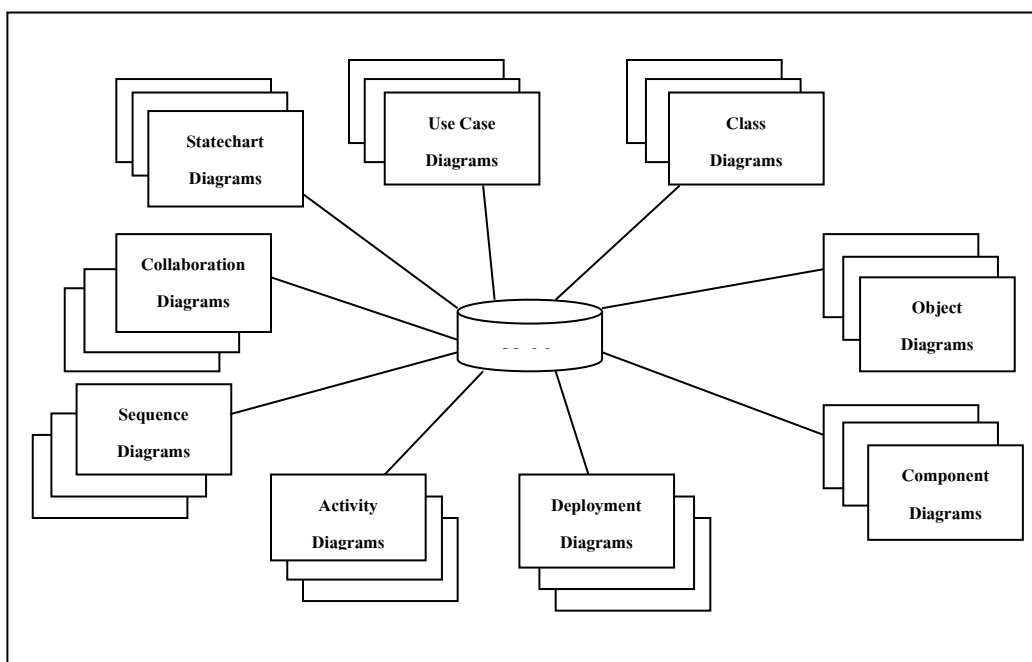 Statechart
Diagrams
Use Case
Diagrams
Class
Diagrams
Collaboration
Diagrams
Object
Diagrams
Sequence
Diagrams
Component
Diagrams
Activity
Diagrams
Deployment
Diagrams